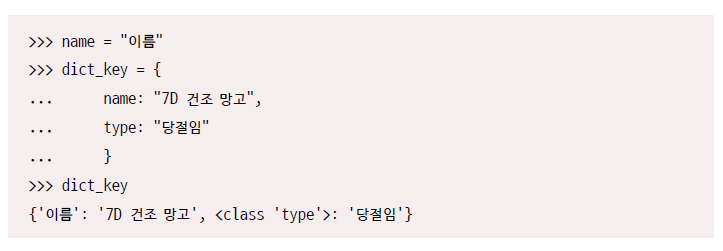 >>> name = "이름"
>>> dict_key = {
...     name: "7D 건조 망고",
...     type: "당절임"
...     }
>>> dict_key
{'이름': '7D 건조 망고', <class 'type'>: '당절임'}